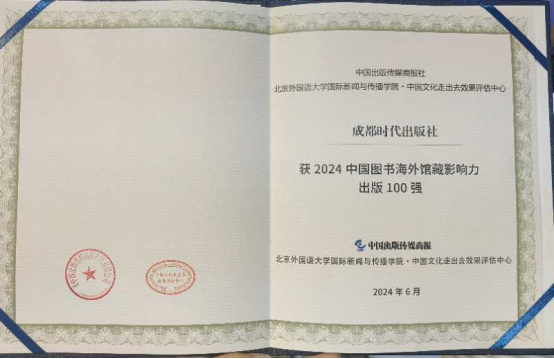 中国出版传媒商报社
北京外国语大学国际新闻与传播学院·中国文化走出去效果评估中心
成都时代出版社
获 2024 中国图书海外馆藏影响力
出版 100 强
中国出版传媒商报
北京外国语大学国际新闻与传播学院·中国文化走出去效果评估中心
2024 年 6 月